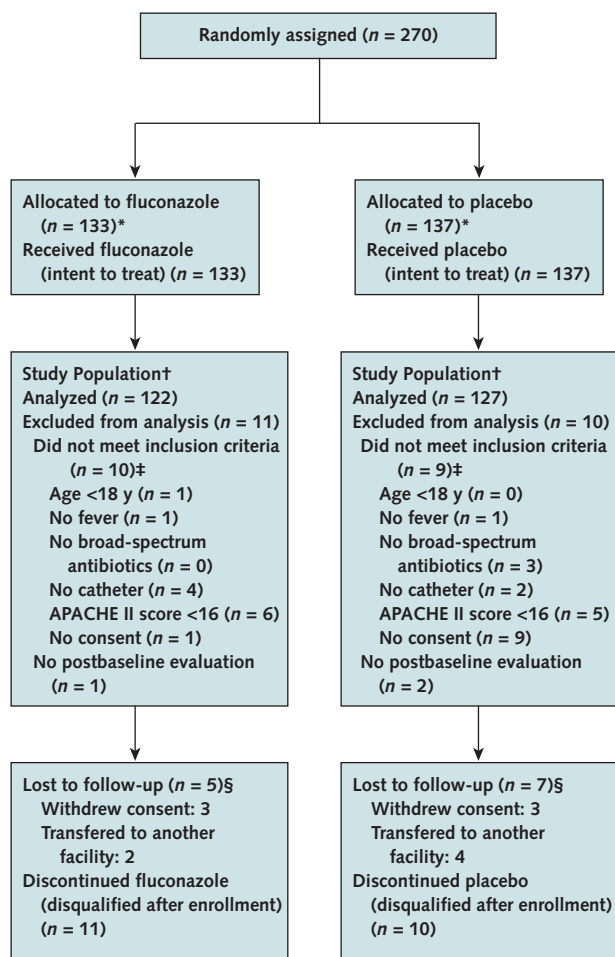 Randomly assigned (n = 270)
Allocated to fluconazole
(n = 133)*
Received fluconazole
(intent to treat) (n = 133)
Allocated to placebo
(n = 137)*
Received placebo
(intent to treat) (n = 137)
Study Population†
Analyzed (n = 122)
Excluded from analysis (n = 11)
Did not meet inclusion criteria
(n = 10)‡
Age <18 y (n = 1)
No fever (n = 1)
No broad-spectrum
antibiotics (n = 0)
No catheter (n = 4)
APACHE II score <16 (n = 6)
No consent (n = 1)
No postbaseline evaluation
(n = 1)
Study Population†
Analyzed (n = 127)
Excluded from analysis (n = 10)
Did not meet inclusion criteria
(n = 9)‡
Age <18 y (n = 0)
No fever (n = 1)
No broad-spectrum
antibiotics (n = 3)
No catheter (n = 2)
APACHE II score <16 (n = 5)
No consent (n = 9)
No postbaseline evaluation
(n = 2)
Lost to follow-up (n = 5)§
Withdrew consent: 3
Transfered to another
facility: 2
Discontinued fluconazole
(disqualified after enrollment)
(n = 11)
Lost to follow-up (n = 7)§
Withdrew consent: 3
Transfered to another
facility: 4
Discontinued placebo
(disqualified after enrollment)
(n = 10)